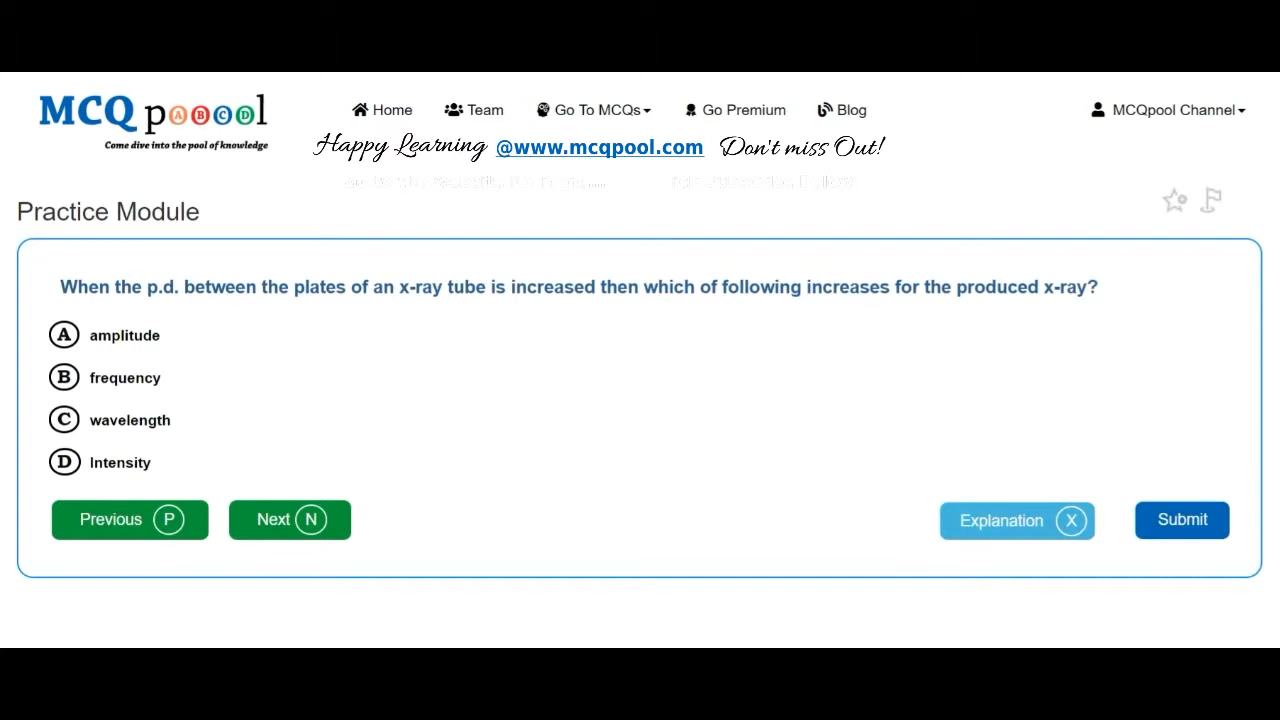 MCQ poool
A B C D
Come dive into the pool of knowledge
Home Team Go To MCQs Go Premium Blog MCQpool Channel
Happy Learning @www.mcqpool.com Don't miss Out!
Practice Module
When the p.d. between the plates of an x-ray tube is increased then which of following increases for the produced x-ray?
A amplitude
B frequency
C wavelength
D Intensity
Previous P Next N Explanation X Submit